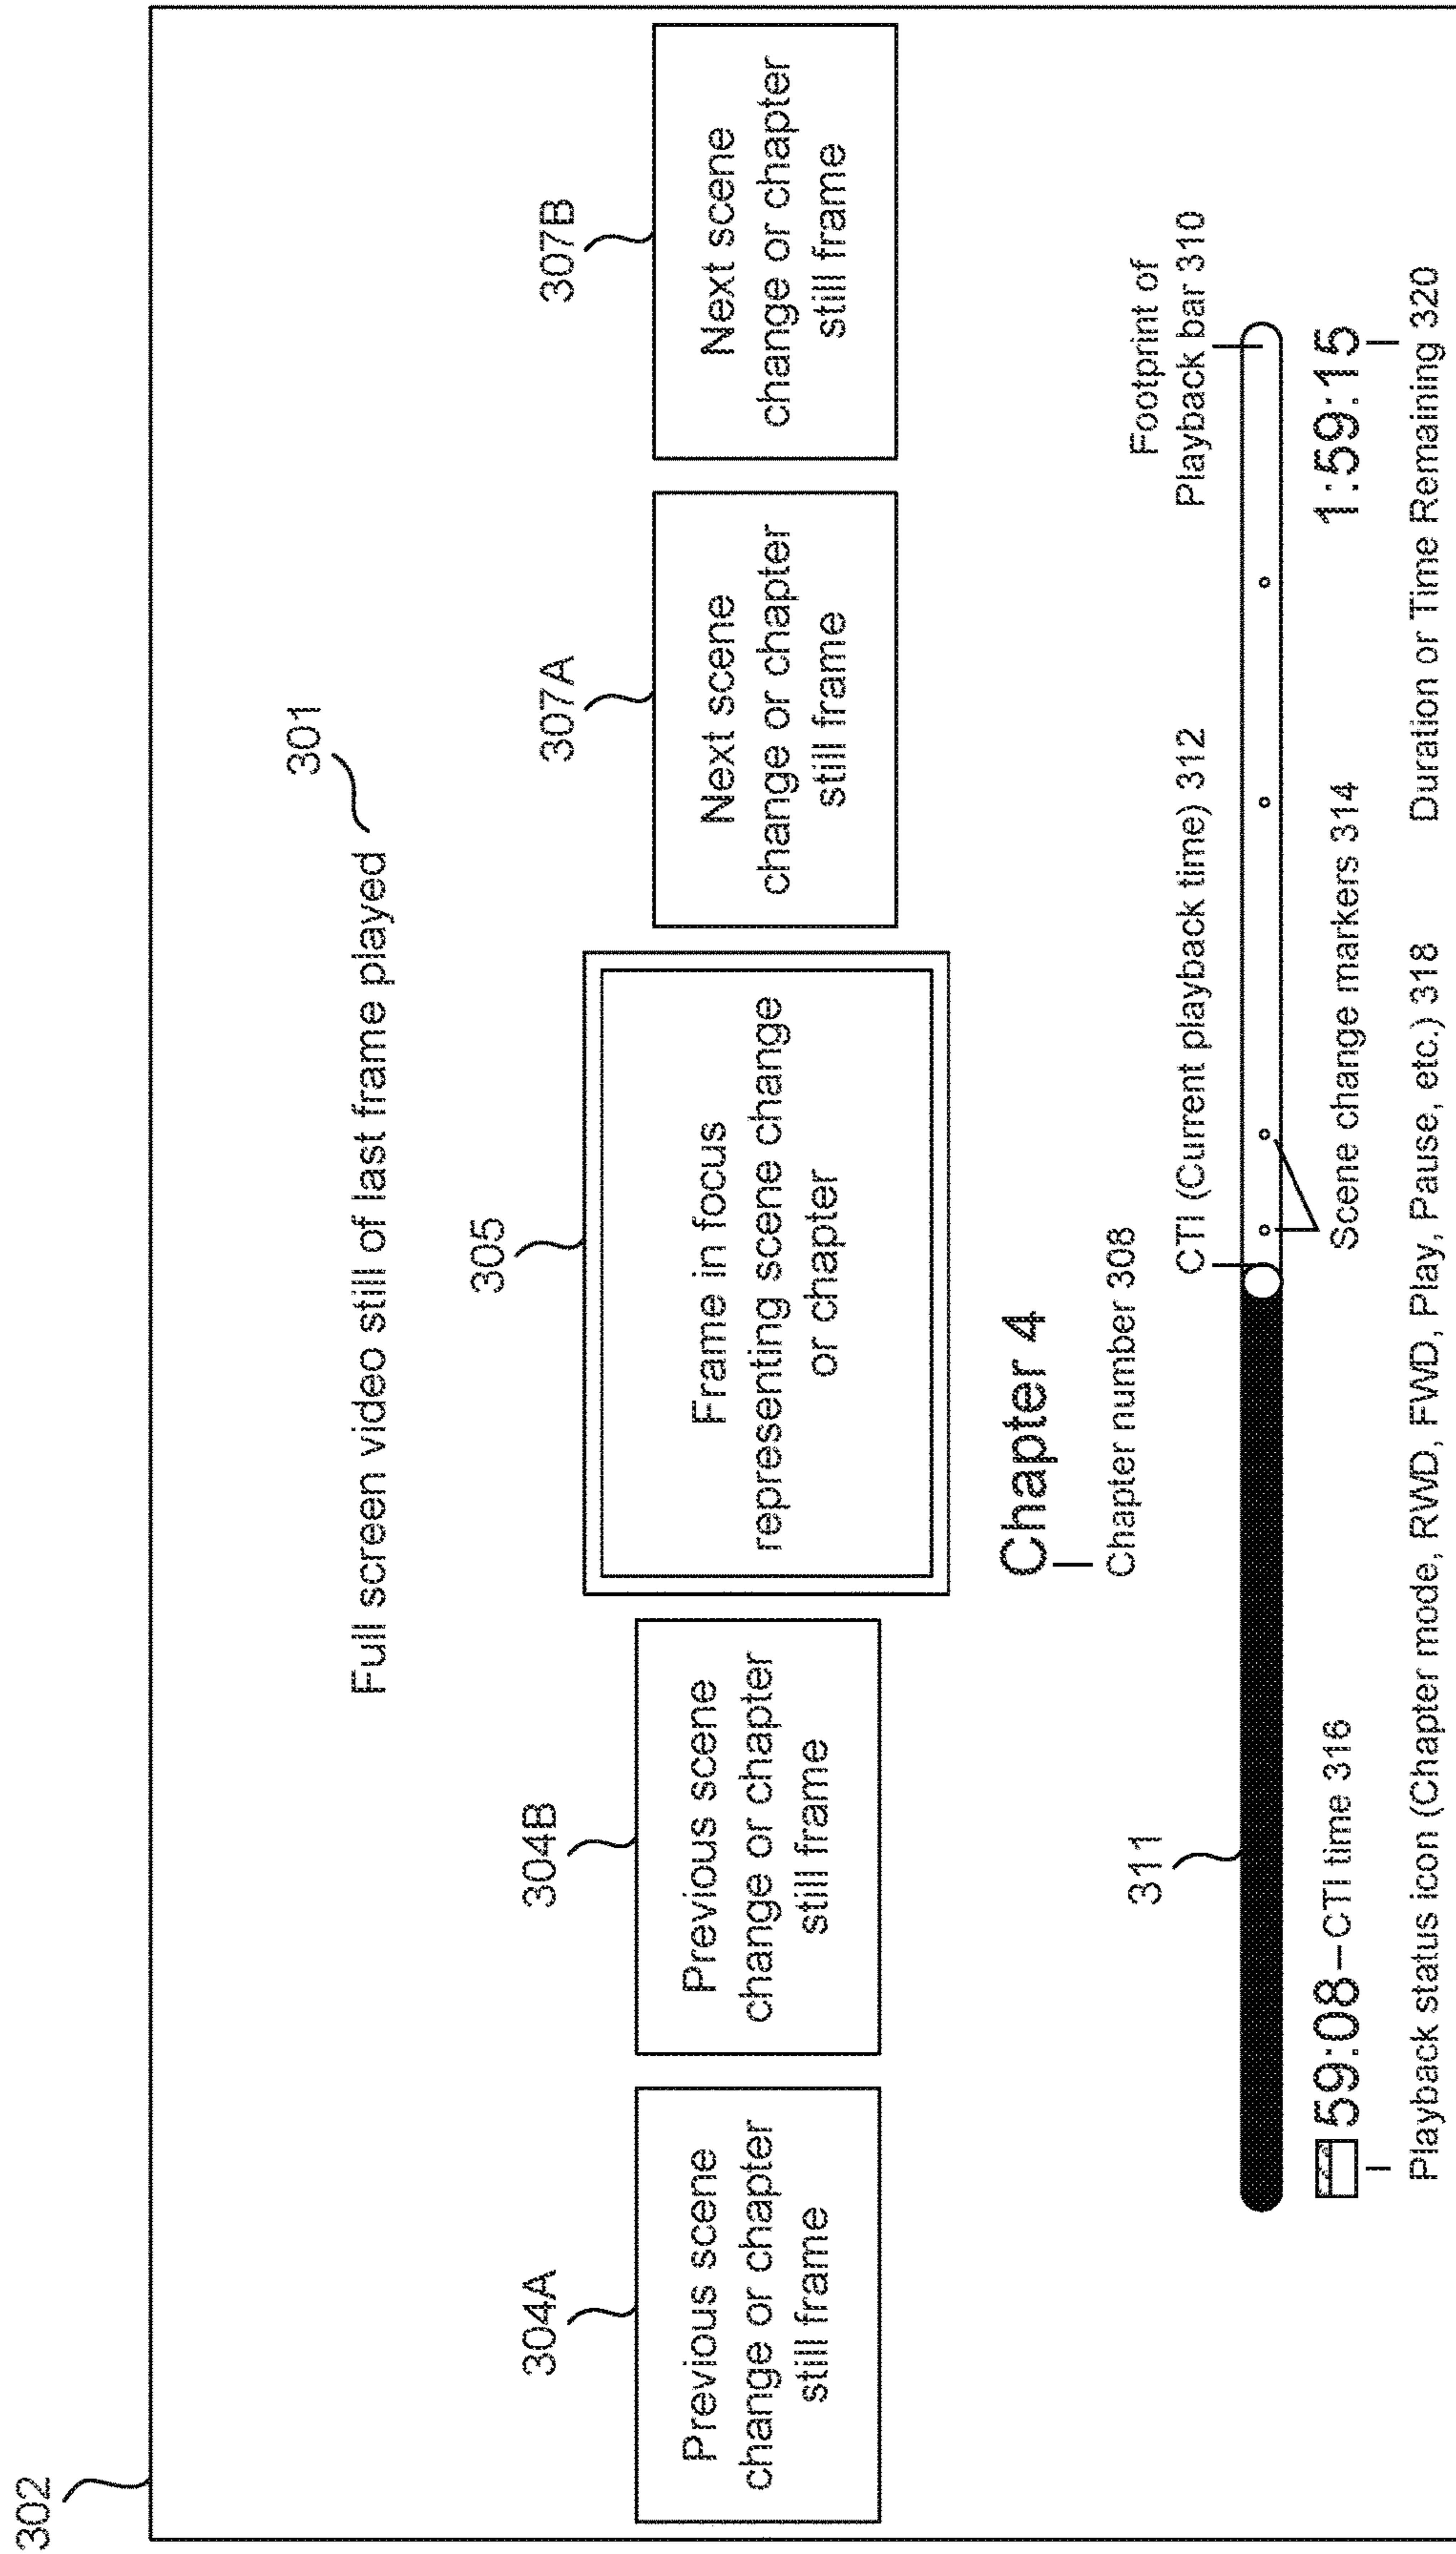 302
Full screen video still of last frame played
301
304A
304B
305
307A
307B
Previous scene
change or chapter
still frame
Previous scene
change or chapter
still frame
Frame in focus
representing scene change
or chapter
Next scene
change or chapter
still frame
Next scene
change or chapter
still frame
Chapter 4
Chapter number 308
311
CTI (Current playback time) 312
Footprint of
Playback bar 310
59:08
CTI time 316
Scene change markers 314
1:59:15
Playback status icon (Chapter mode, RWD, FWD, Play, Pause, etc.) 318
Duration or Time Remaining 320